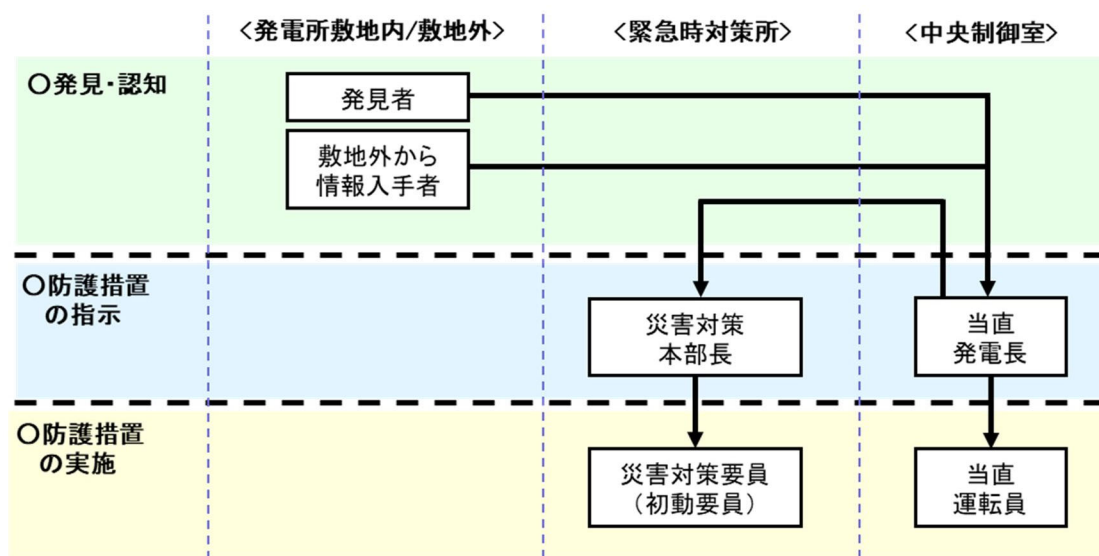 <発電所敷地内/敷地外>
<緊急時対策所>
<中央制御室>
〇発見・認知
発見者
敷地外から
情報入手者
〇防護措置
の指示
災害対策
本部長
当直
発電長
〇防護措置
の実施
災害対策要員
（初動要員）
当直
運転員